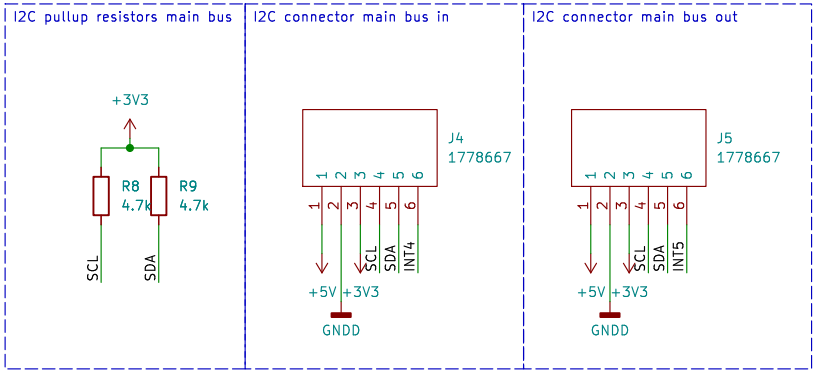 I2C pullup resistors main bus
+3V3
R8
4.7k
R9
4.7k
SCL
SDA
I2C connector main bus in
J4
1778667
1 2 3 4 5 6
1 2 3 4 5 6
SCL
SDA
INT4
+5V
+3V3
GNDD
I2C connector main bus out
J5
1778667
1 2 3 4 5 6
1 2 3 4 5 6
SCL
SDA
INT5
+5V
+3V3
GNDD